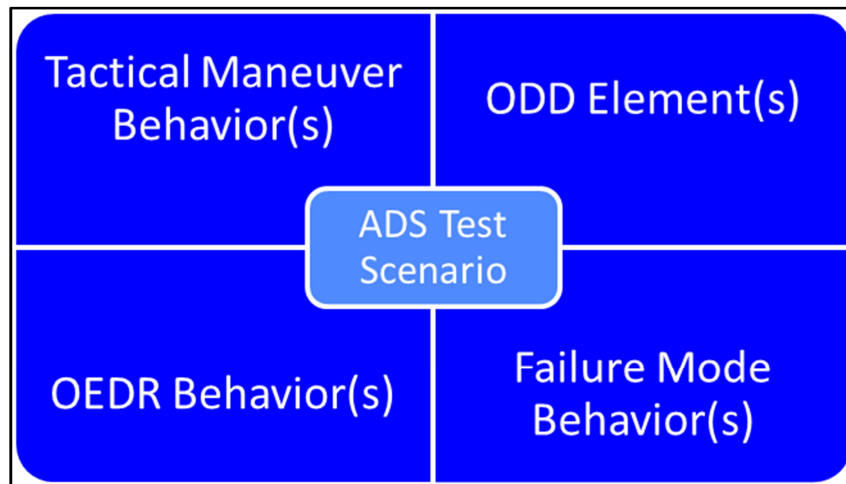 Tactical Maneuver
Behavior(s)
ODD Element(s)
ADS Test
Scenario
OEDR Behavior(s)
Failure Mode
Behavior(s)